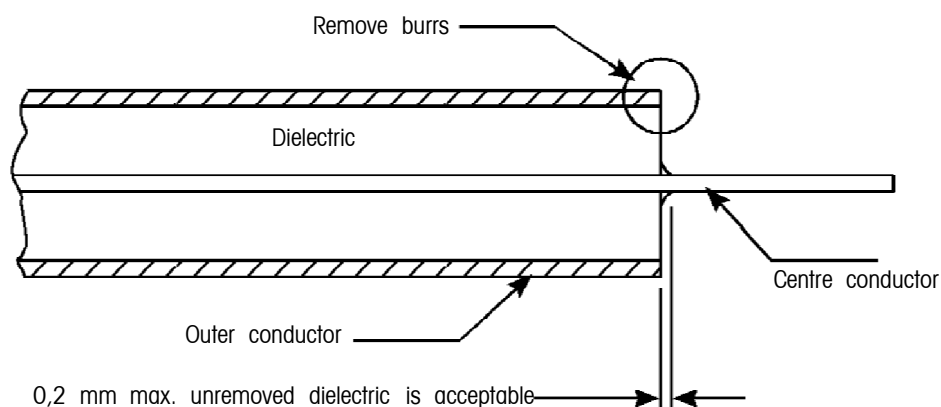 Remove burrs
Dielectric
Centre conductor
Outer conductor
0,2 mm max. unremoved dielectric is acceptable